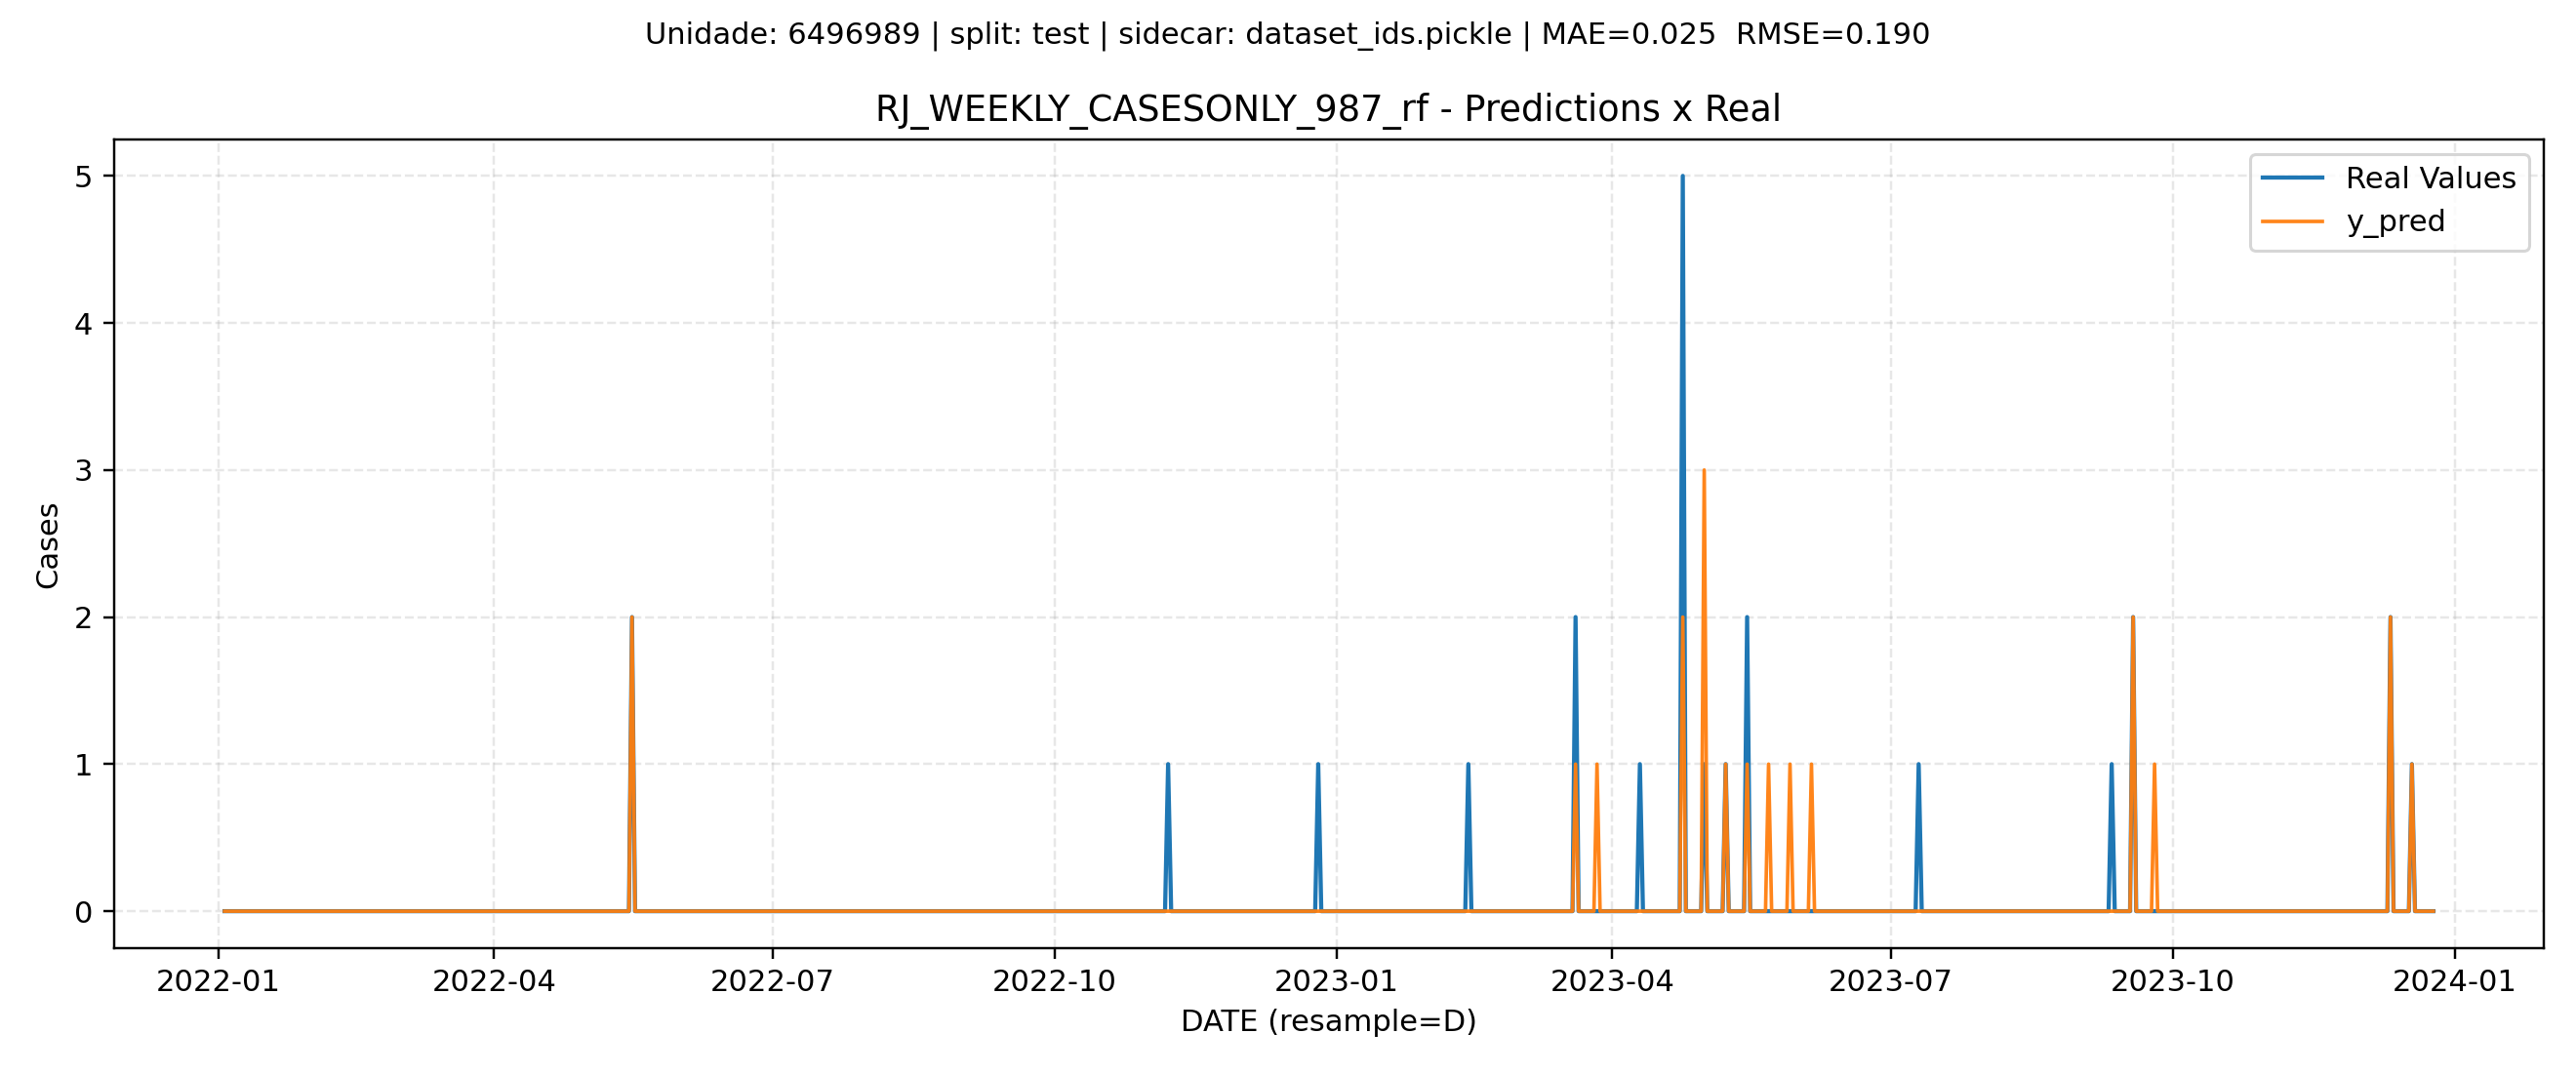 Unidade: 6496989 | split: test | sidecar: dataset_ids.pickle | MAE=0.025  RMSE=0.190
RJ_WEEKLY_CASESONLY_987_rf - Predictions x Real
Real Values
y_pred
5
4
3
2
1
0
Cases
2022-01
2022-04
2022-07
2022-10
2023-01
2023-04
2023-07
2023-10
2024-01
DATE (resample=D)